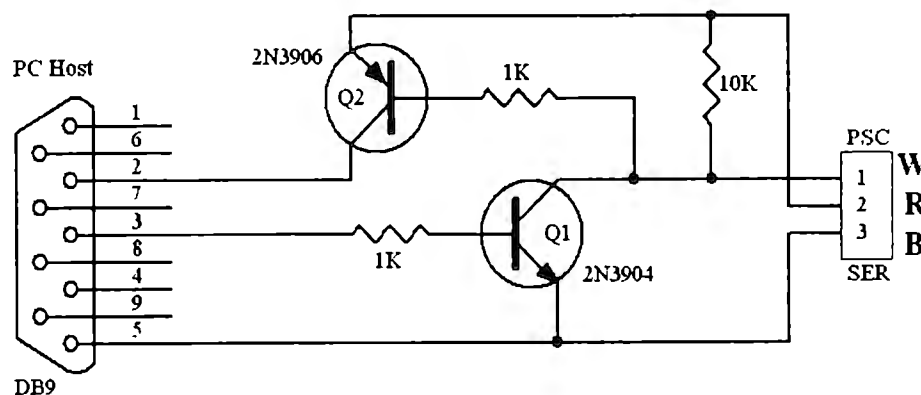 2N3906
PC Host
1K
Q2
10K
1
6
2
7
3
8
4
9
5
PSC
1
2
3
W
R
B
SER
Q1
1K
2N3904
DB9